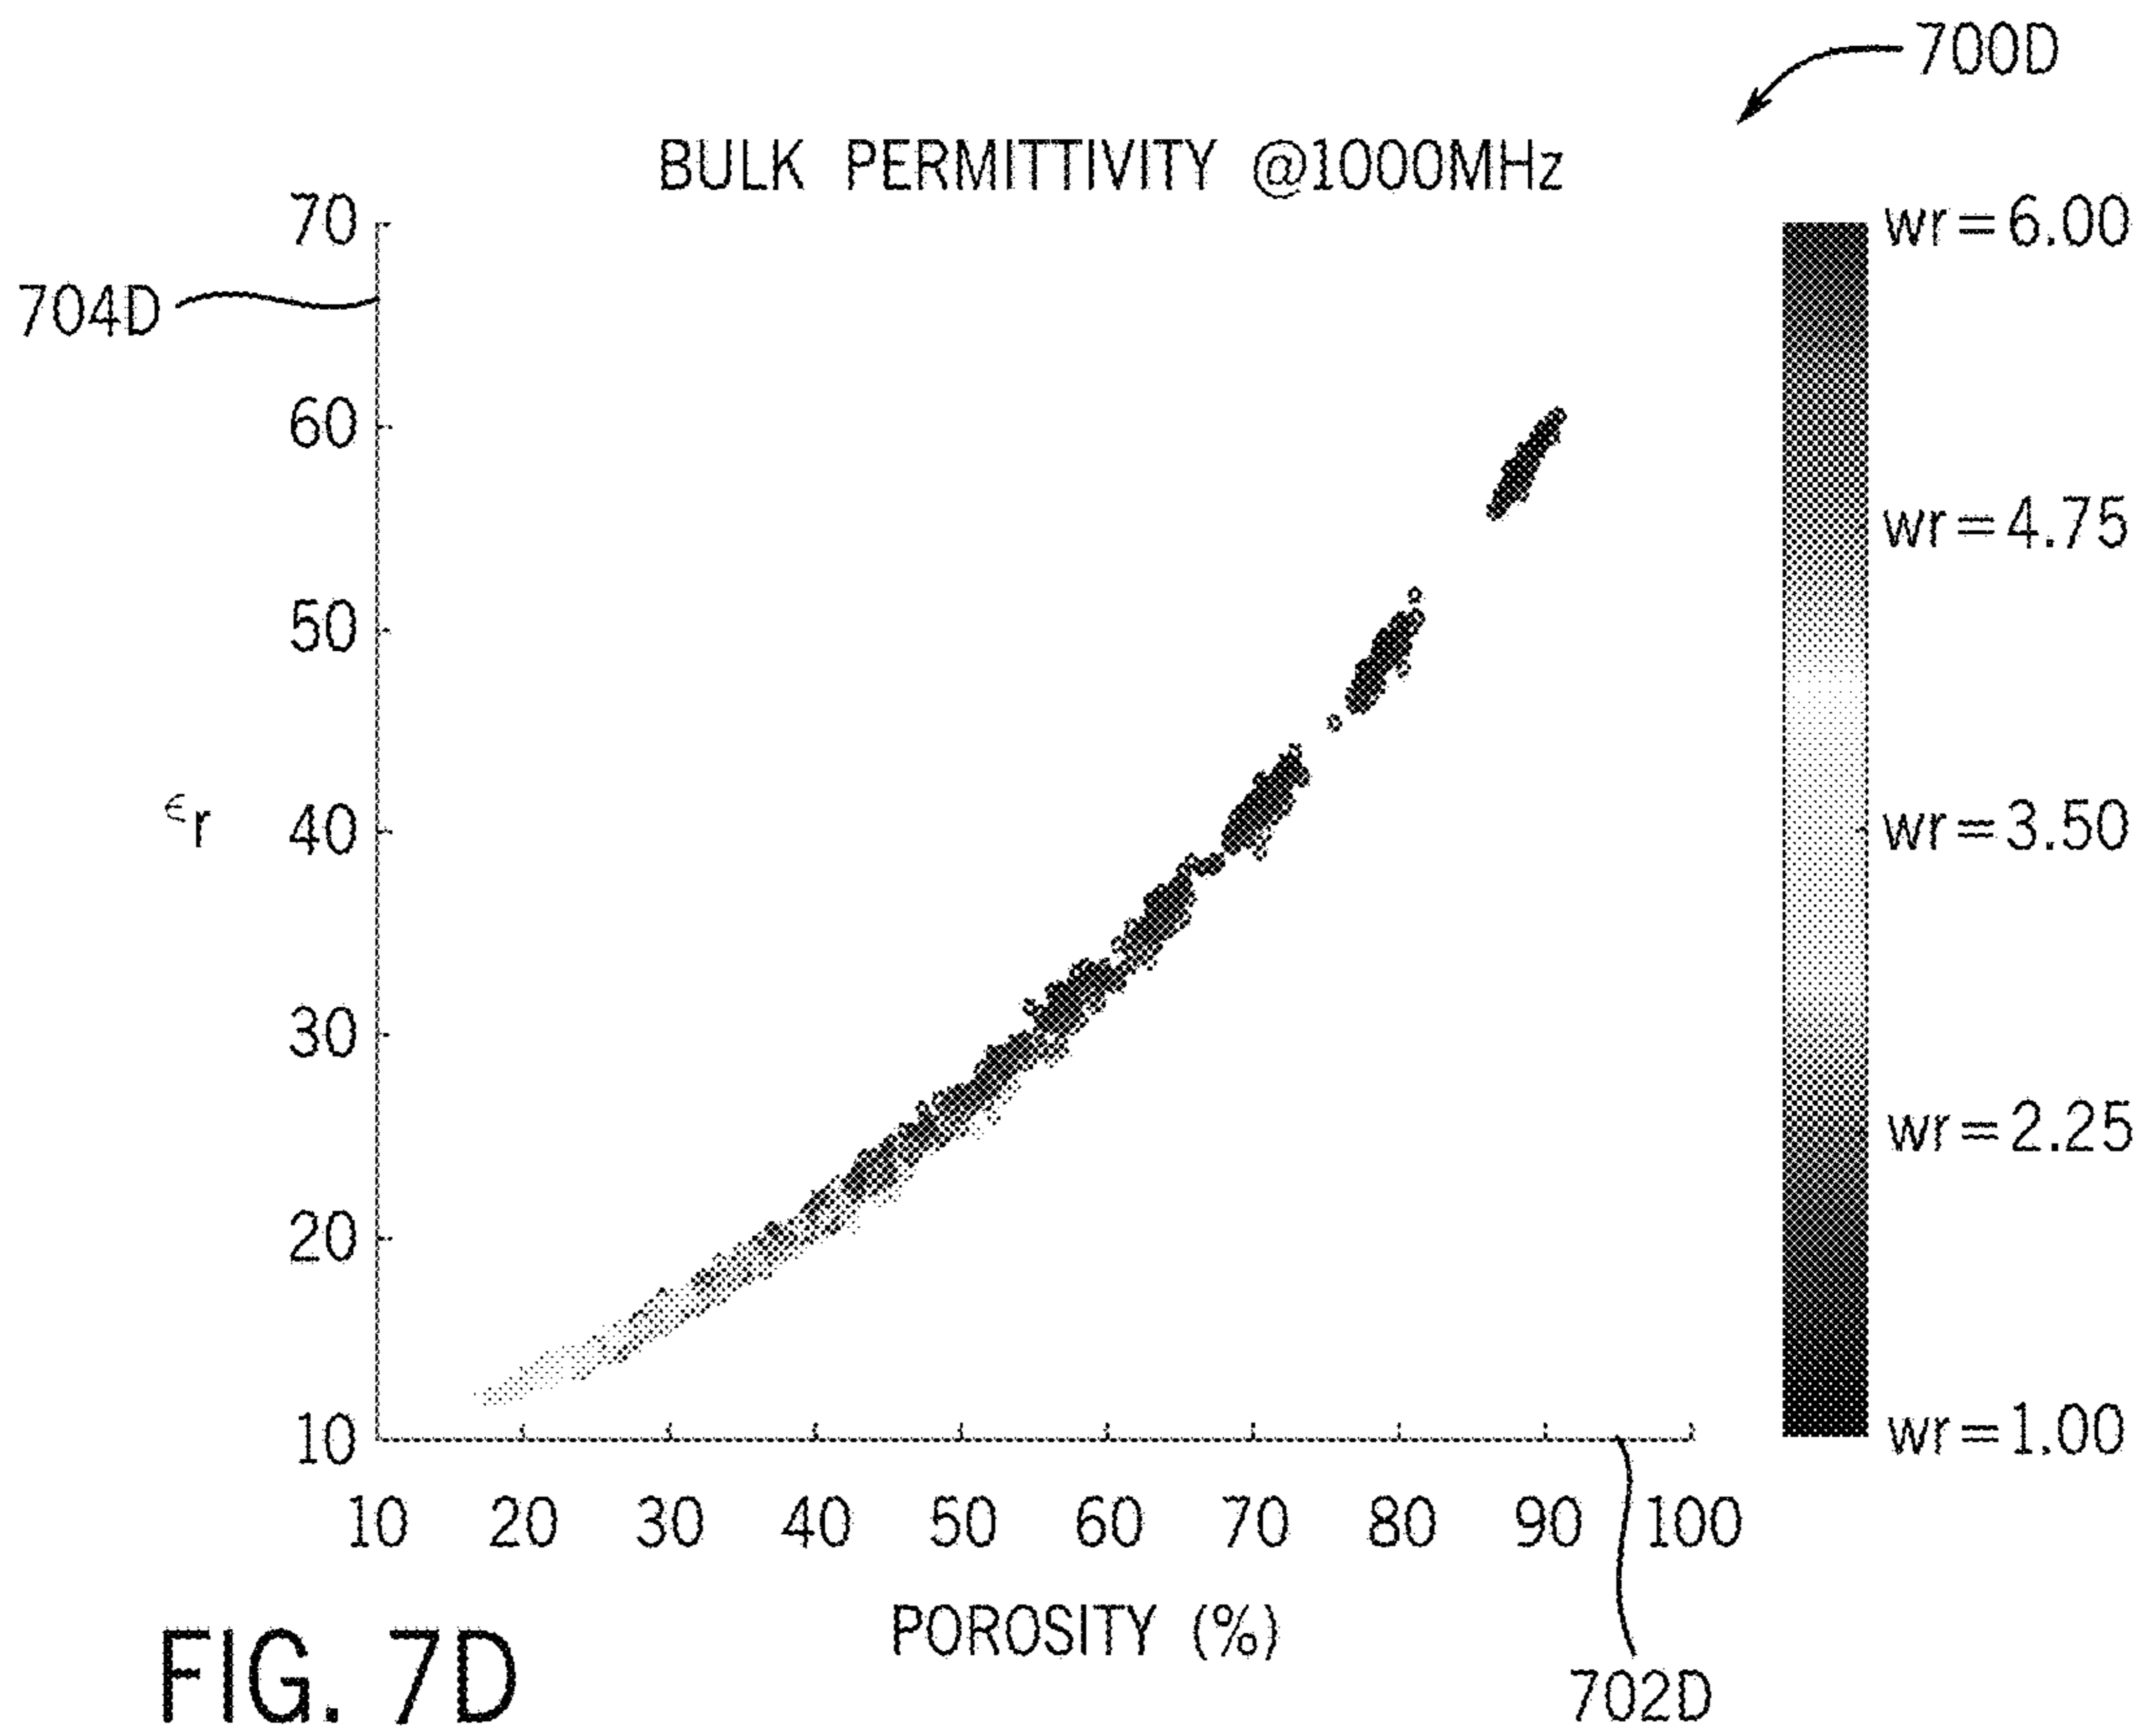 700D
BULK PERMITTIVITY @1000MHz
70
60
50
40
30
20
10
704D
ϵr
10 20 30 40 50 60 70 80 90 100
POROSITY (%)
702D
wr=6.00
wr=4.75
wr=3.50
wr=2.25
wr=1.00
FIG. 7D